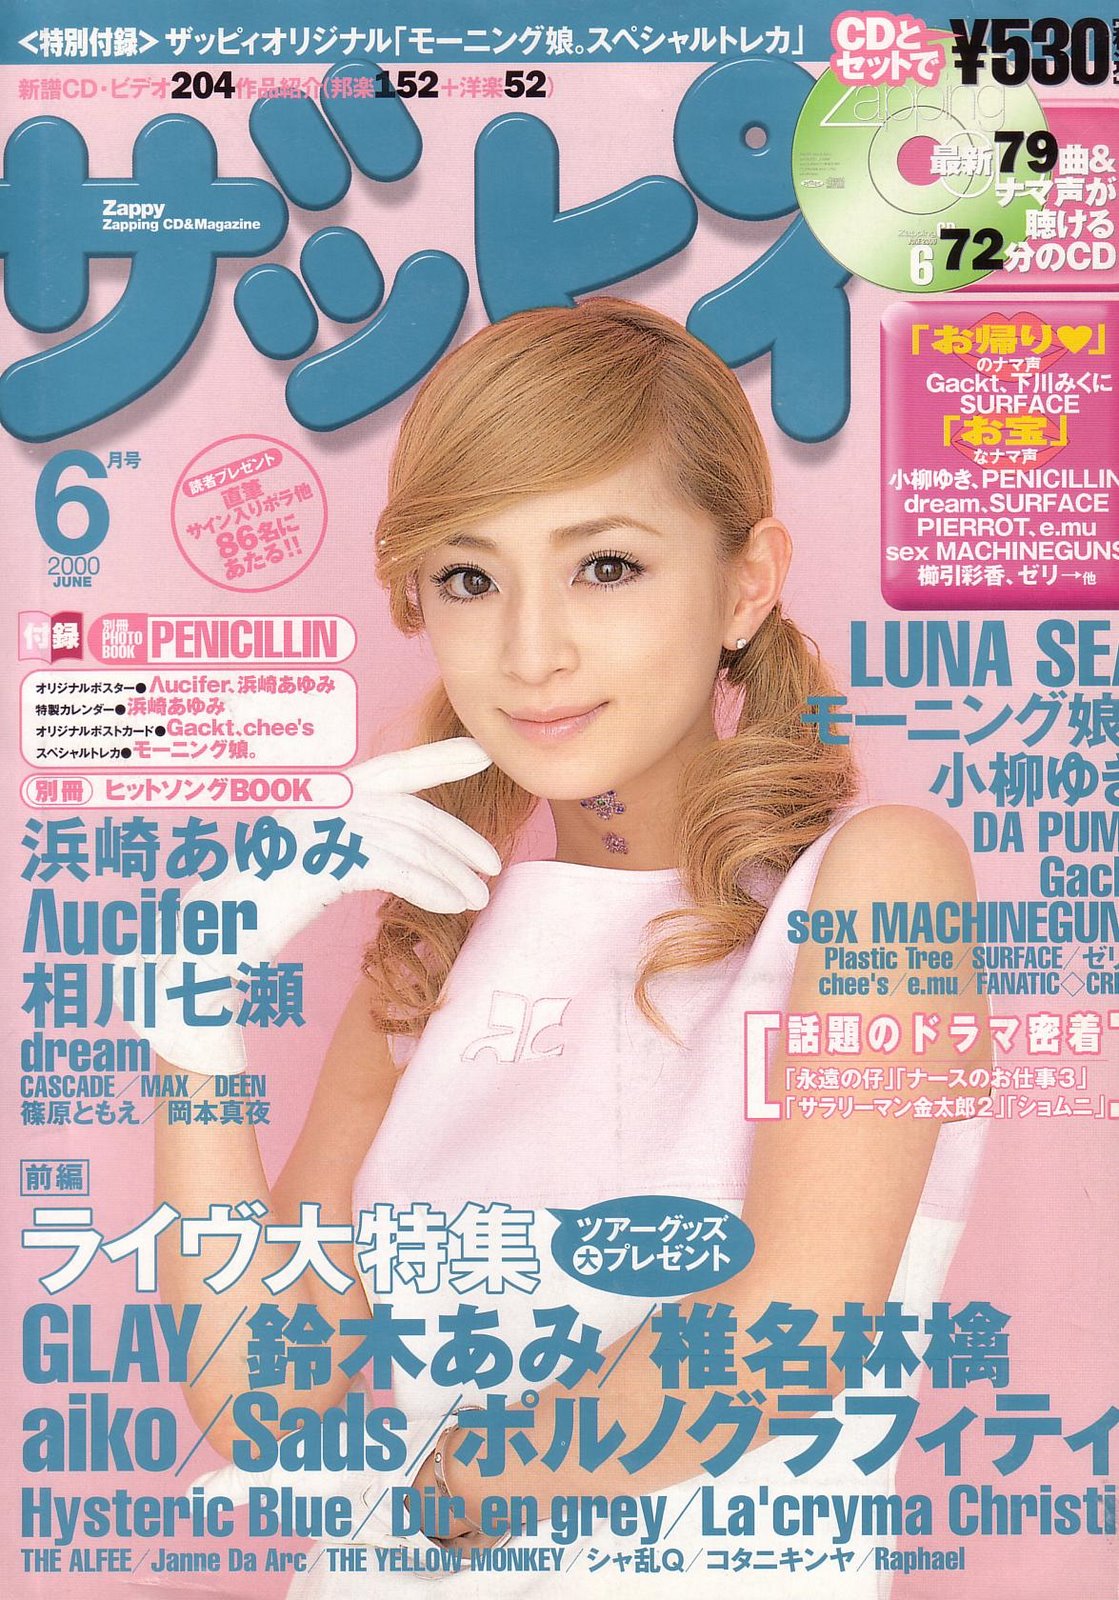 <特別付録> ザッピィオリジナル「モーニング娘。スペシャルトレカ」
新譜CD・ビデオ204作品紹介(邦楽152+洋楽52)
ザッピィ
Zappy
Zapping CD&Magazine
CDと
セットで
¥530
Zapping
最新79曲&
ナマ声が
聴ける
72分のCD
Zapping CD
JUNE 2000
6
「お帰り♥」
のナマ声
Gackt、下川みくに
SURFACE
「お宝」
なナマ声
小柳ゆき、PENICILLIN
dream、SURFACE
PIERROT、e.mu
sex MACHINEGUNS
櫛引彩香、ゼリ→他
6月号
2000
JUNE
読者プレゼント
直筆
サイン入りポラ他
86名に
あたる!!
付録
別冊
PHOTO
BOOK
PENICILLIN
オリジナルポスター●Λucifer、浜崎あゆみ
特製カレンダー●浜崎あゆみ
オリジナルポストカード●Gackt、chee's
スペシャルトレカ●モーニング娘。
別冊 ヒットソングBOOK
浜崎あゆみ
Λucifer
相川七瀬
dream
CASCADE/MAX/DEEN
篠原ともえ/岡本真夜
LUNA SEA
モーニング娘
小柳ゆき
DA PUM
Gack
sex MACHINEGUN
Plastic Tree/SURFACE/ゼリ
chee's/e.mu/FANATIC◇CRI
[話題のドラマ密着
「永遠の仔」「ナースのお仕事3」
「サラリーマン金太郎2」「ショムニ」]
前編
ライヴ大特集
ツアーグッズ
大プレゼント
GLAY/鈴木あみ/椎名林檎
aiko/Sads/ポルノグラフィティ
Hysteric Blue/Dir en grey/La'cryma Christi
THE ALFEE/Janne Da Arc/THE YELLOW MONKEY/シャ乱Q/コタニキンヤ/Raphael